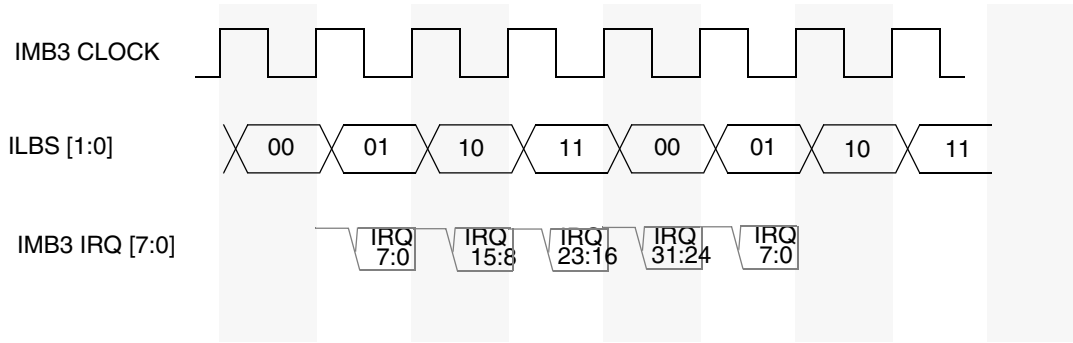 IMB3 CLOCK
ILBS [1:0] 00 01 10 11 00 01 10 11
IMB3 IRQ [7:0]
IRQ 7:0
IRQ 15:8
IRQ 23:16
IRQ 31:24
IRQ 7:0